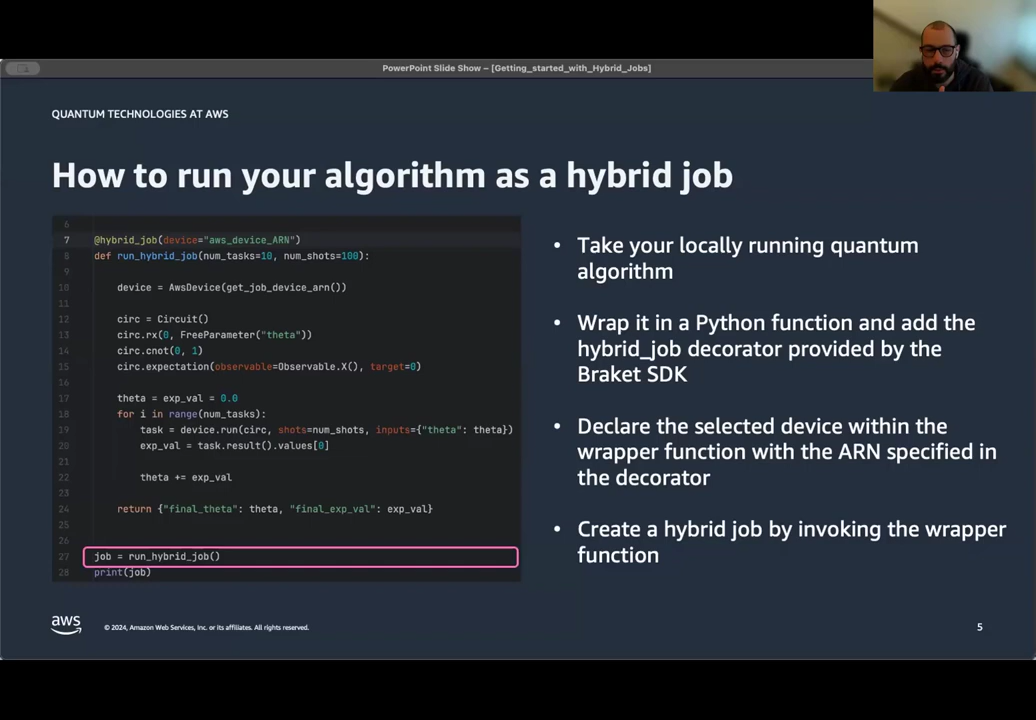 PowerPoint Slide Show – [Getting_started_with_Hybrid_Jobs]
QUANTUM TECHNOLOGIES AT AWS
How to run your algorithm as a hybrid job
6
7 @hybrid_job(device="aws_device_ARN")
8 def run_hybrid_job(num_tasks=10, num_shots=100):
9
10 device = AwsDevice(get_job_device_arn())
11
12 circ = Circuit()
13 circ.rx(0, FreeParameter("theta"))
14 circ.cnot(0, 1)
15 circ.expectation(observable=Observable.X(), target=0)
16
17 theta = exp_val = 0.0
18 for i in range(num_tasks):
19 task = device.run(circ, shots=num_shots, inputs={"theta": theta})
20 exp_val = task.result().values[0]
21
22 theta += exp_val
23
24 return {"final_theta": theta, "final_exp_val": exp_val}
25
26
27 job = run_hybrid_job()
28 print(job)
• Take your locally running quantum
algorithm
• Wrap it in a Python function and add the
hybrid_job decorator provided by the
Braket SDK
• Declare the selected device within the
wrapper function with the ARN specified in
the decorator
• Create a hybrid job by invoking the wrapper
function
aws
© 2024, Amazon Web Services, Inc. or its affiliates. All rights reserved.
5